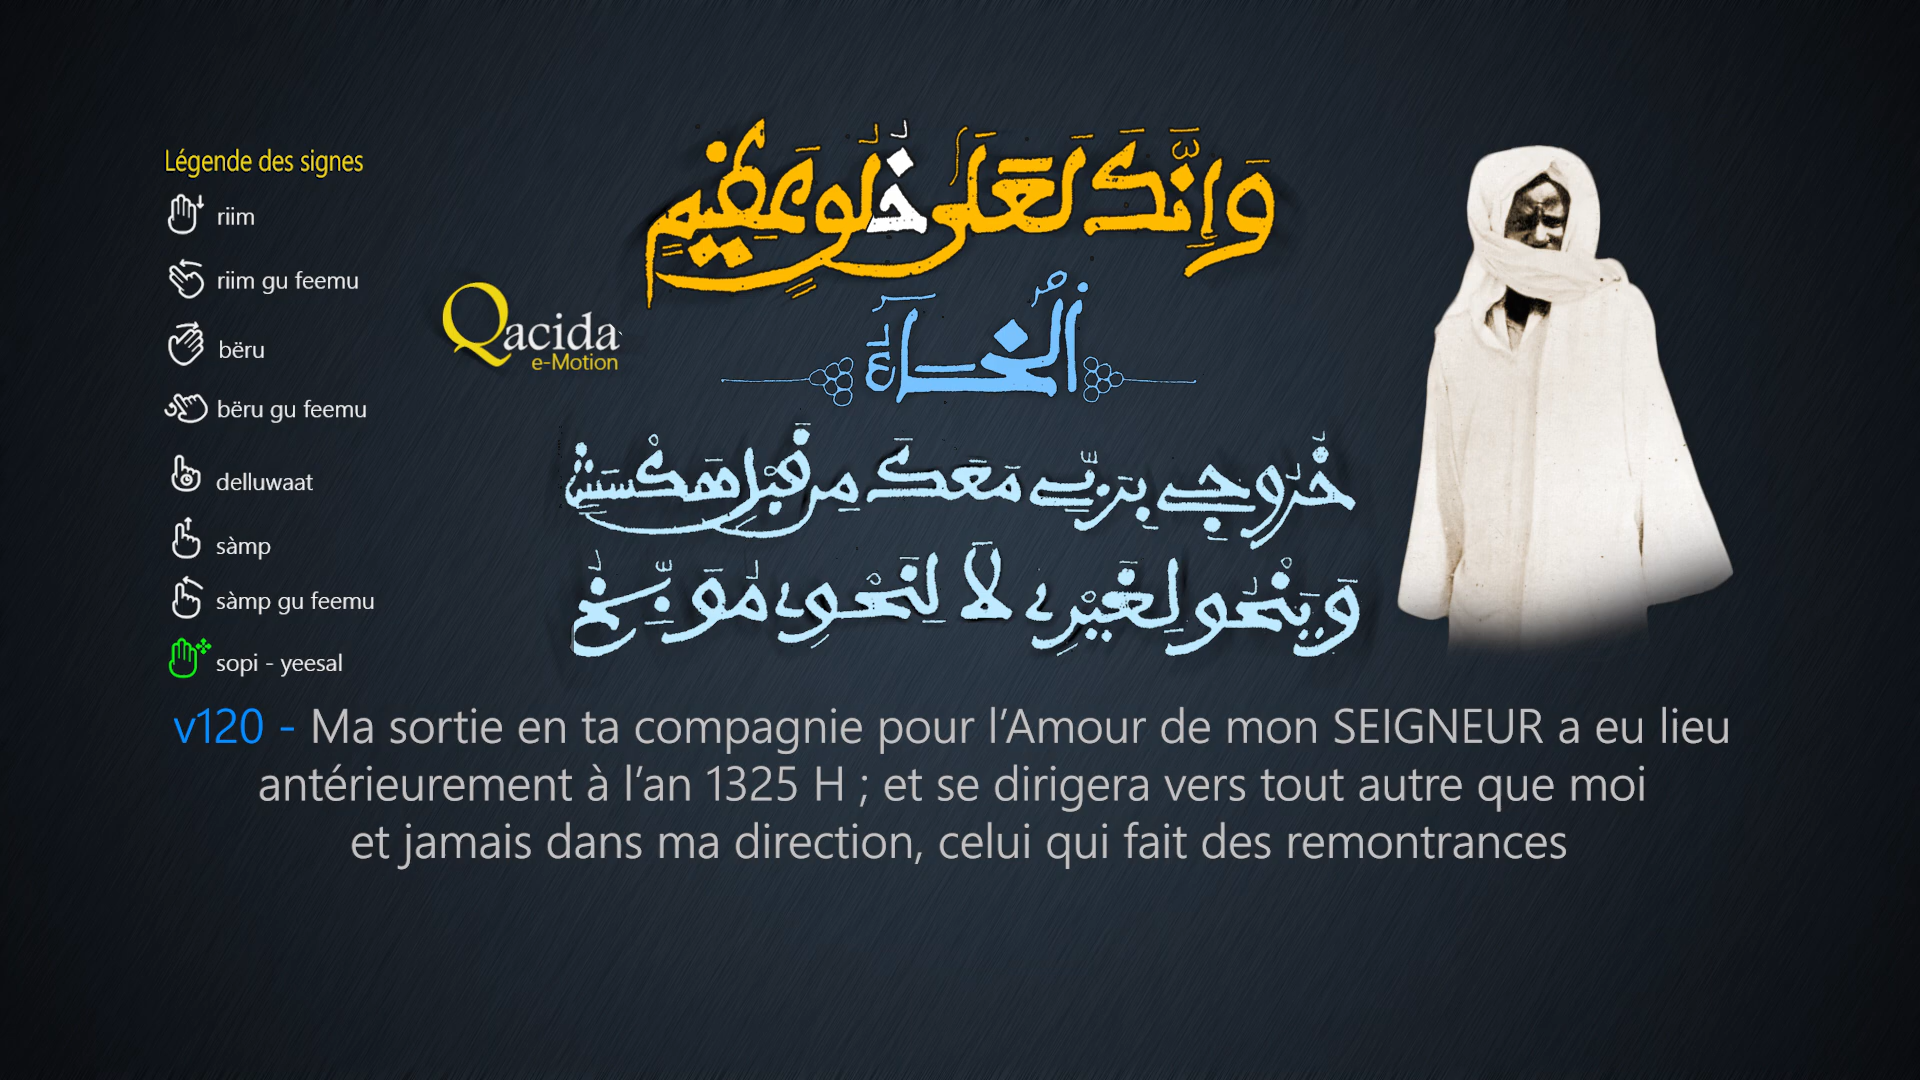 وَإِنَّكَ لَعَلَىٰ خُلُقٍ عَظِيمٍ
Légende des signes
riim
riim gu feemu
bëru
bëru gu feemu
delluwaat
sàmp
sàmp gu feemu
sopi - yeesal
Qacida
e-Motion
الْخَاءُ
خُرُوجِي بِرَبِّي مَعَكَ مِن قَبْلِ هَكْسَشٍ
وَيَنْحُو لِغَيْرِي لَا لِنَحْوِي مُوَبِّخُ
v120 - Ma sortie en ta compagnie pour l’Amour de mon SEIGNEUR a eu lieu
antérieurement à l’an 1325 H ; et se dirigera vers tout autre que moi
et jamais dans ma direction, celui qui fait des remontrances